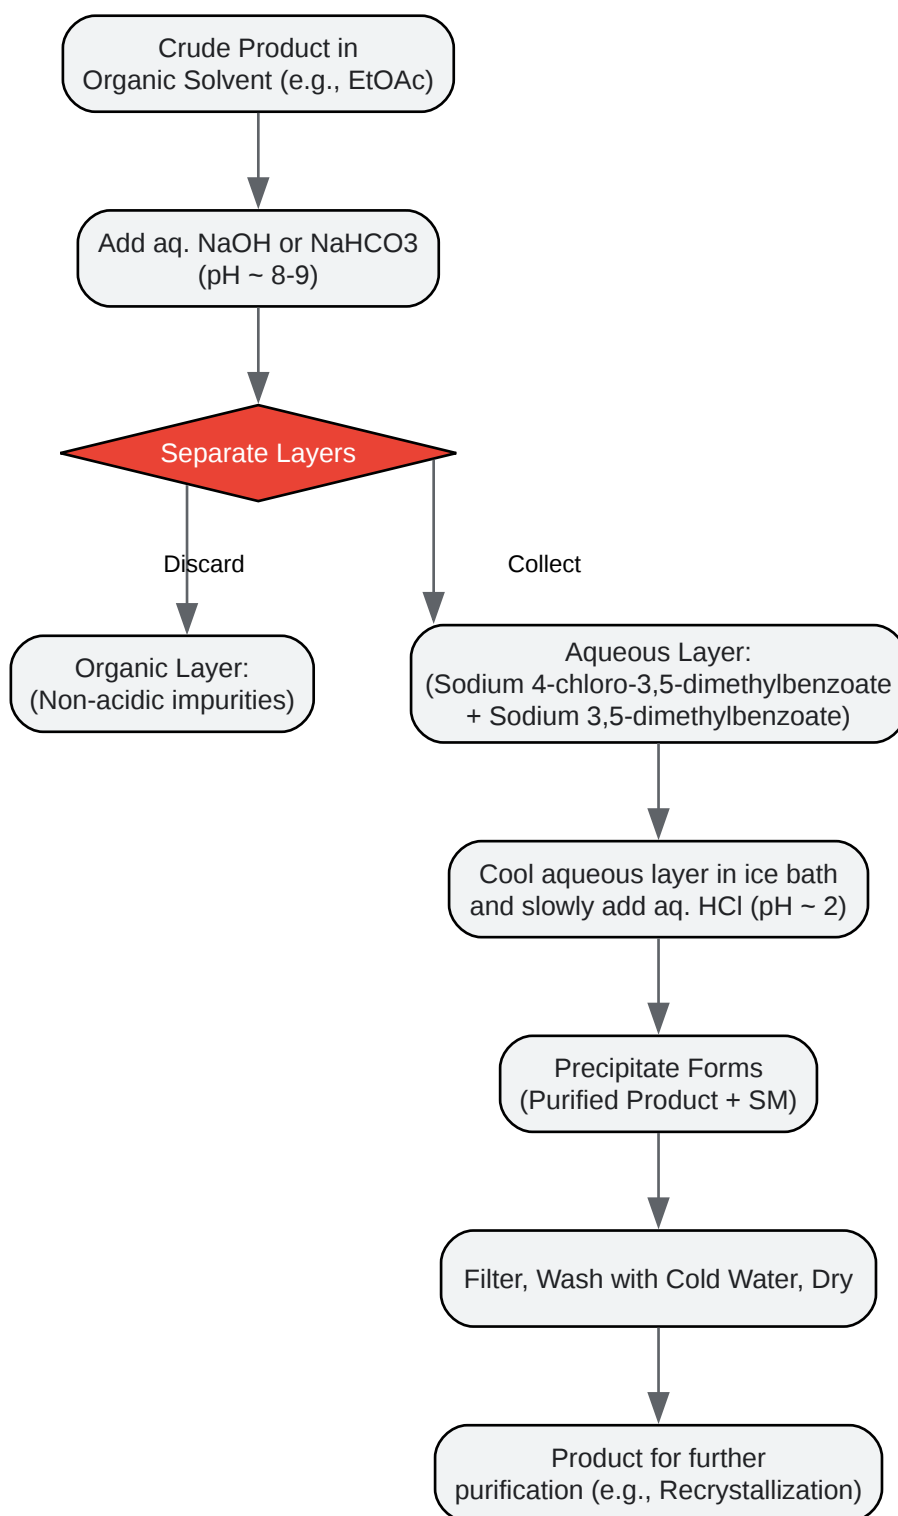 Crude Product in
Organic Solvent (e.g., EtOAc)
Add aq. NaOH or NaHCO3
(pH ~ 8-9)
Separate Layers
Discard
Collect
Organic Layer:
(Non-acidic impurities)
Aqueous Layer:
(Sodium 4-chloro-3,5-dimethylbenzoate
+ Sodium 3,5-dimethylbenzoate)
Cool aqueous layer in ice bath
and slowly add aq. HCl (pH ~ 2)
Precipitate Forms
(Purified Product + SM)
Filter, Wash with Cold Water, Dry
Product for further
purification (e.g., Recrystallization)